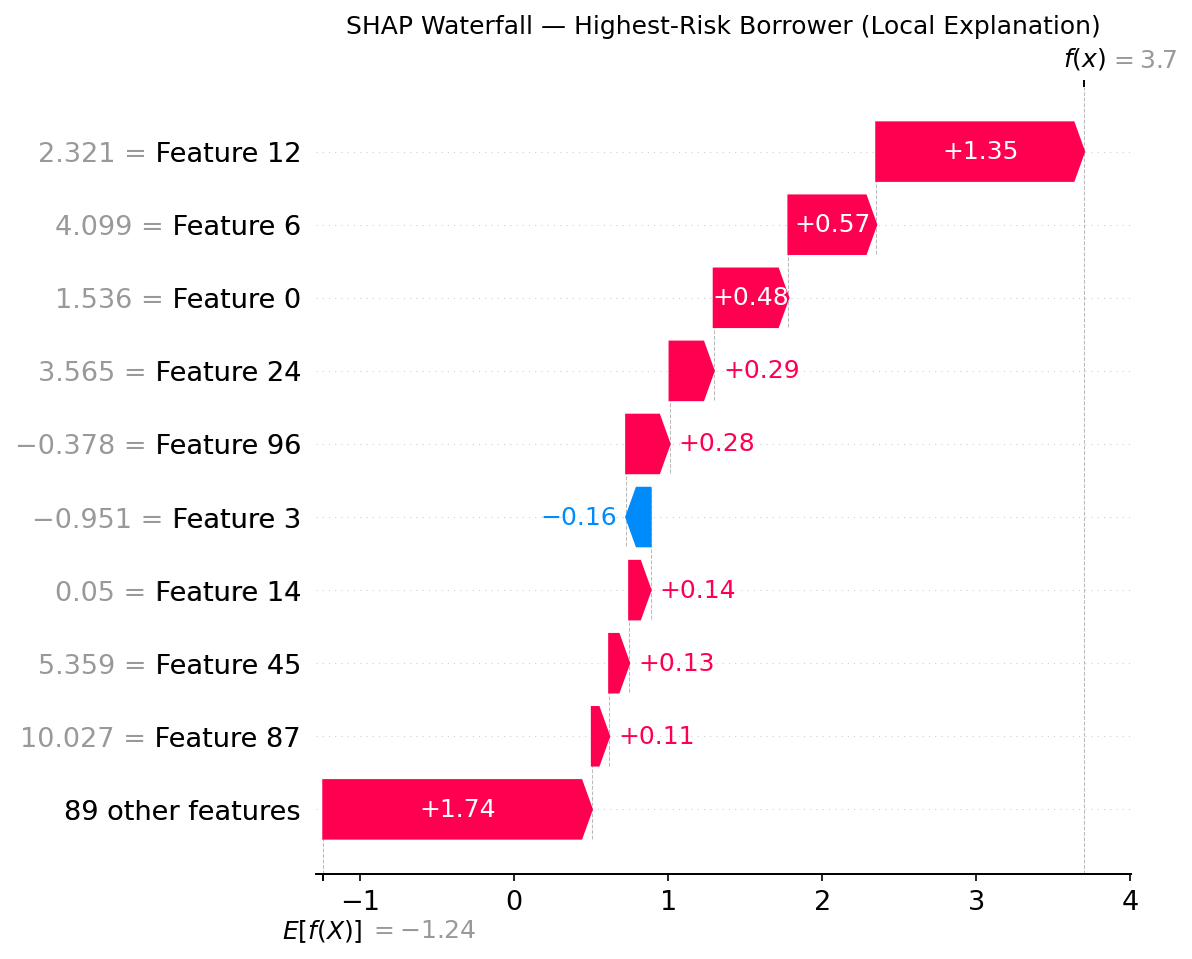 SHAP Waterfall — Highest-Risk Borrower (Local Explanation)
f(x) = 3.7
2.321 = Feature 12 +1.35
4.099 = Feature 6 +0.57
1.536 = Feature 0 +0.48
3.565 = Feature 24 +0.29
−0.378 = Feature 96 +0.28
−0.951 = Feature 3 −0.16
0.05 = Feature 14 +0.14
5.359 = Feature 45 +0.13
10.027 = Feature 87 +0.11
89 other features +1.74
−1 0 1 2 3 4
E[f(X)] = −1.24